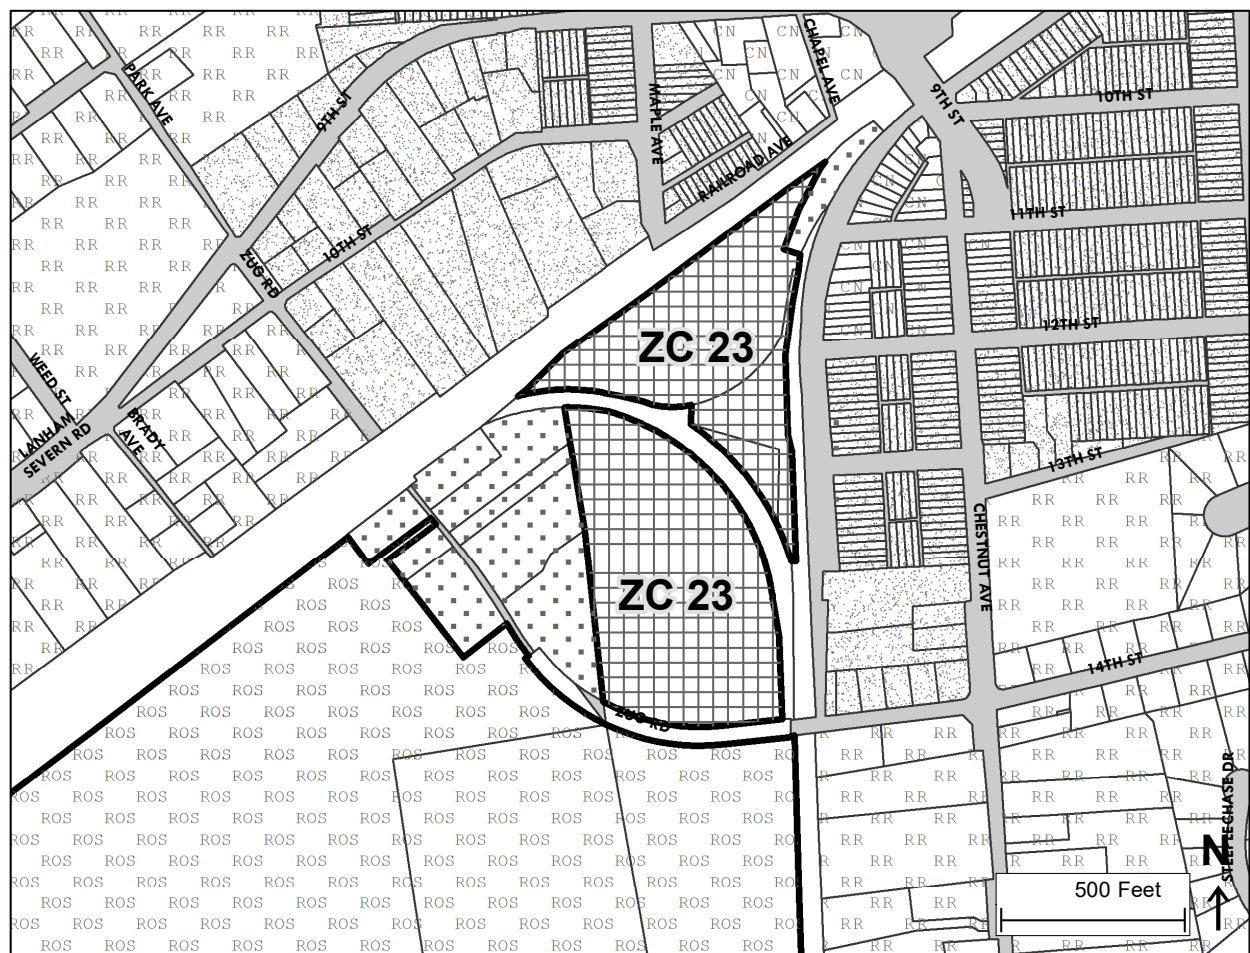 PARK AVE
9TH ST
MAPLE AVE
CHAPEL AVE
9TH ST
10TH ST
RAILROAD AVE
10TH ST
ZUG RD
11TH ST
12TH ST
ZC 23
WEED ST
LANHAM
SEVERN RD
BRADY
AVE
13TH ST
CHESTNUT AVE
ZC 23
14TH ST
ZUG RD
STEEPLECHASE DR
N
500 Feet
RR
CN
ROS